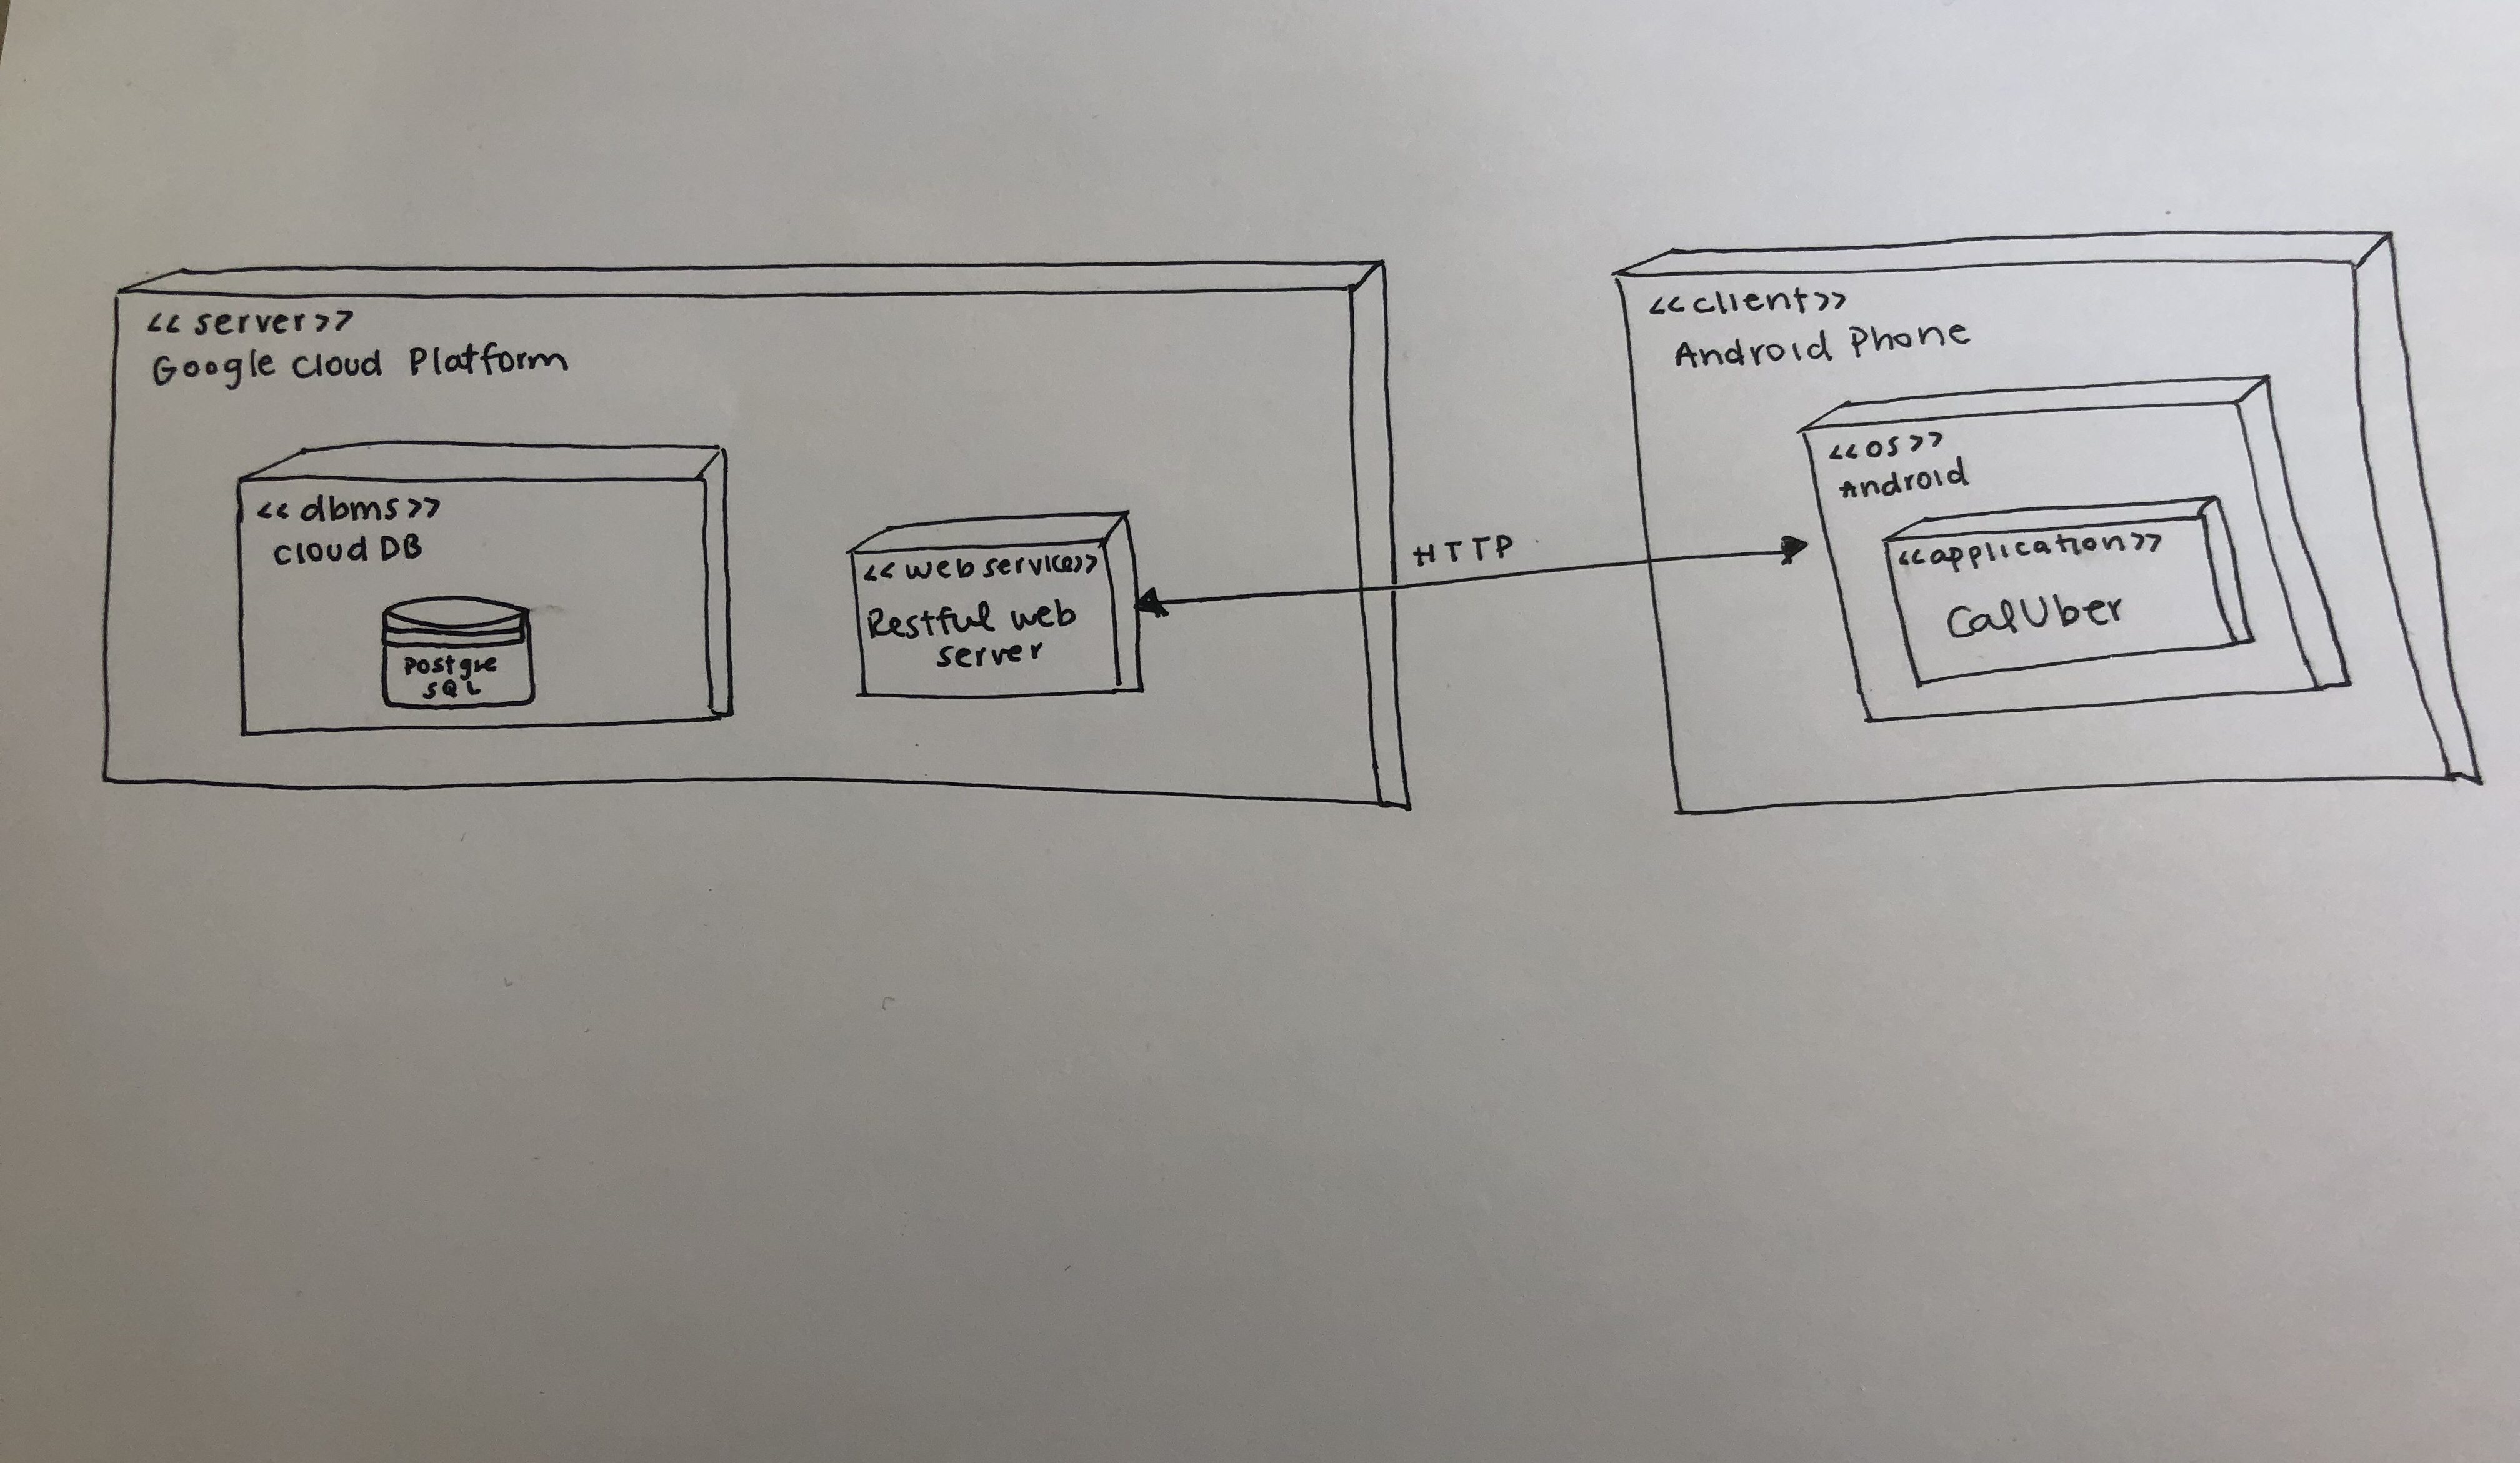 << server >>
Google Cloud Platform
<< dbms >>
Cloud DB
Postgre
SQL
<< web service>>
Restful web
server
HTTP
<<client>>
Android Phone
<<os>>
Android
<<application>>
CalUber